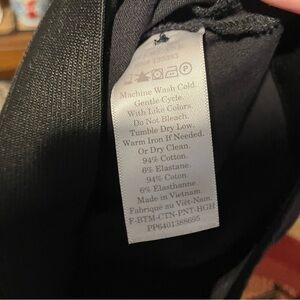 Machine Wash Cold.
Gentle Cycle.
With Like Colors.
Do Not Bleach.
Tumble Dry Low.
Warm Iron If Needed.
Or Dry Clean.
94% Cotton.
6% Elastane.
94% Coton.
6% Elasthanne.
Made in Vietnam.
Fabriqué au Viêt-Nam.
F-BTM-CTN-PNT-HGH
PP6401388695